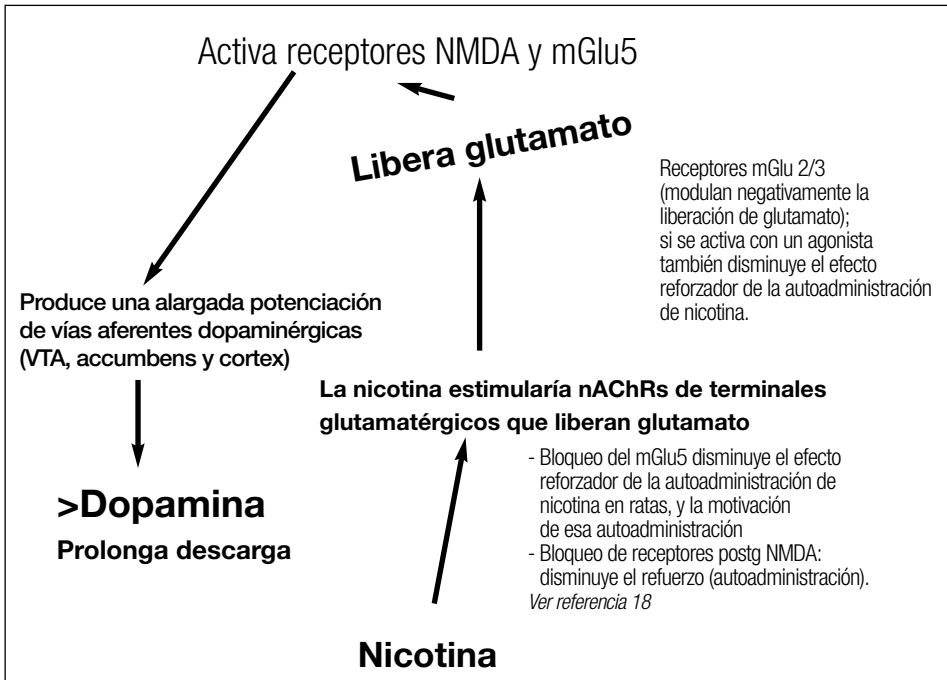 Activa receptores NMDA y mGlu5
Libera glutamato
Receptores mGlu 2/3
(modulan negativamente la
liberación de glutamato);
si se activa con un agonista
también disminuye el efecto
reforzador de la autoadministración
de nicotina.
Produce una alargada potenciación
de vías aferentes dopaminérgicas
(VTA, accumbens y cortex)
La nicotina estimularía nAChRs de terminales
glutamatérgicos que liberan glutamato
- Bloqueo del mGlu5 disminuye el efecto
reforzador de la autoadministración de
nicotina en ratas, y la motivación
de esa autoadministración
- Bloqueo de receptores postg NMDA:
disminuye el refuerzo (autoadministración).
Ver referencia 18
>Dopamina
Prolonga descarga
Nicotina